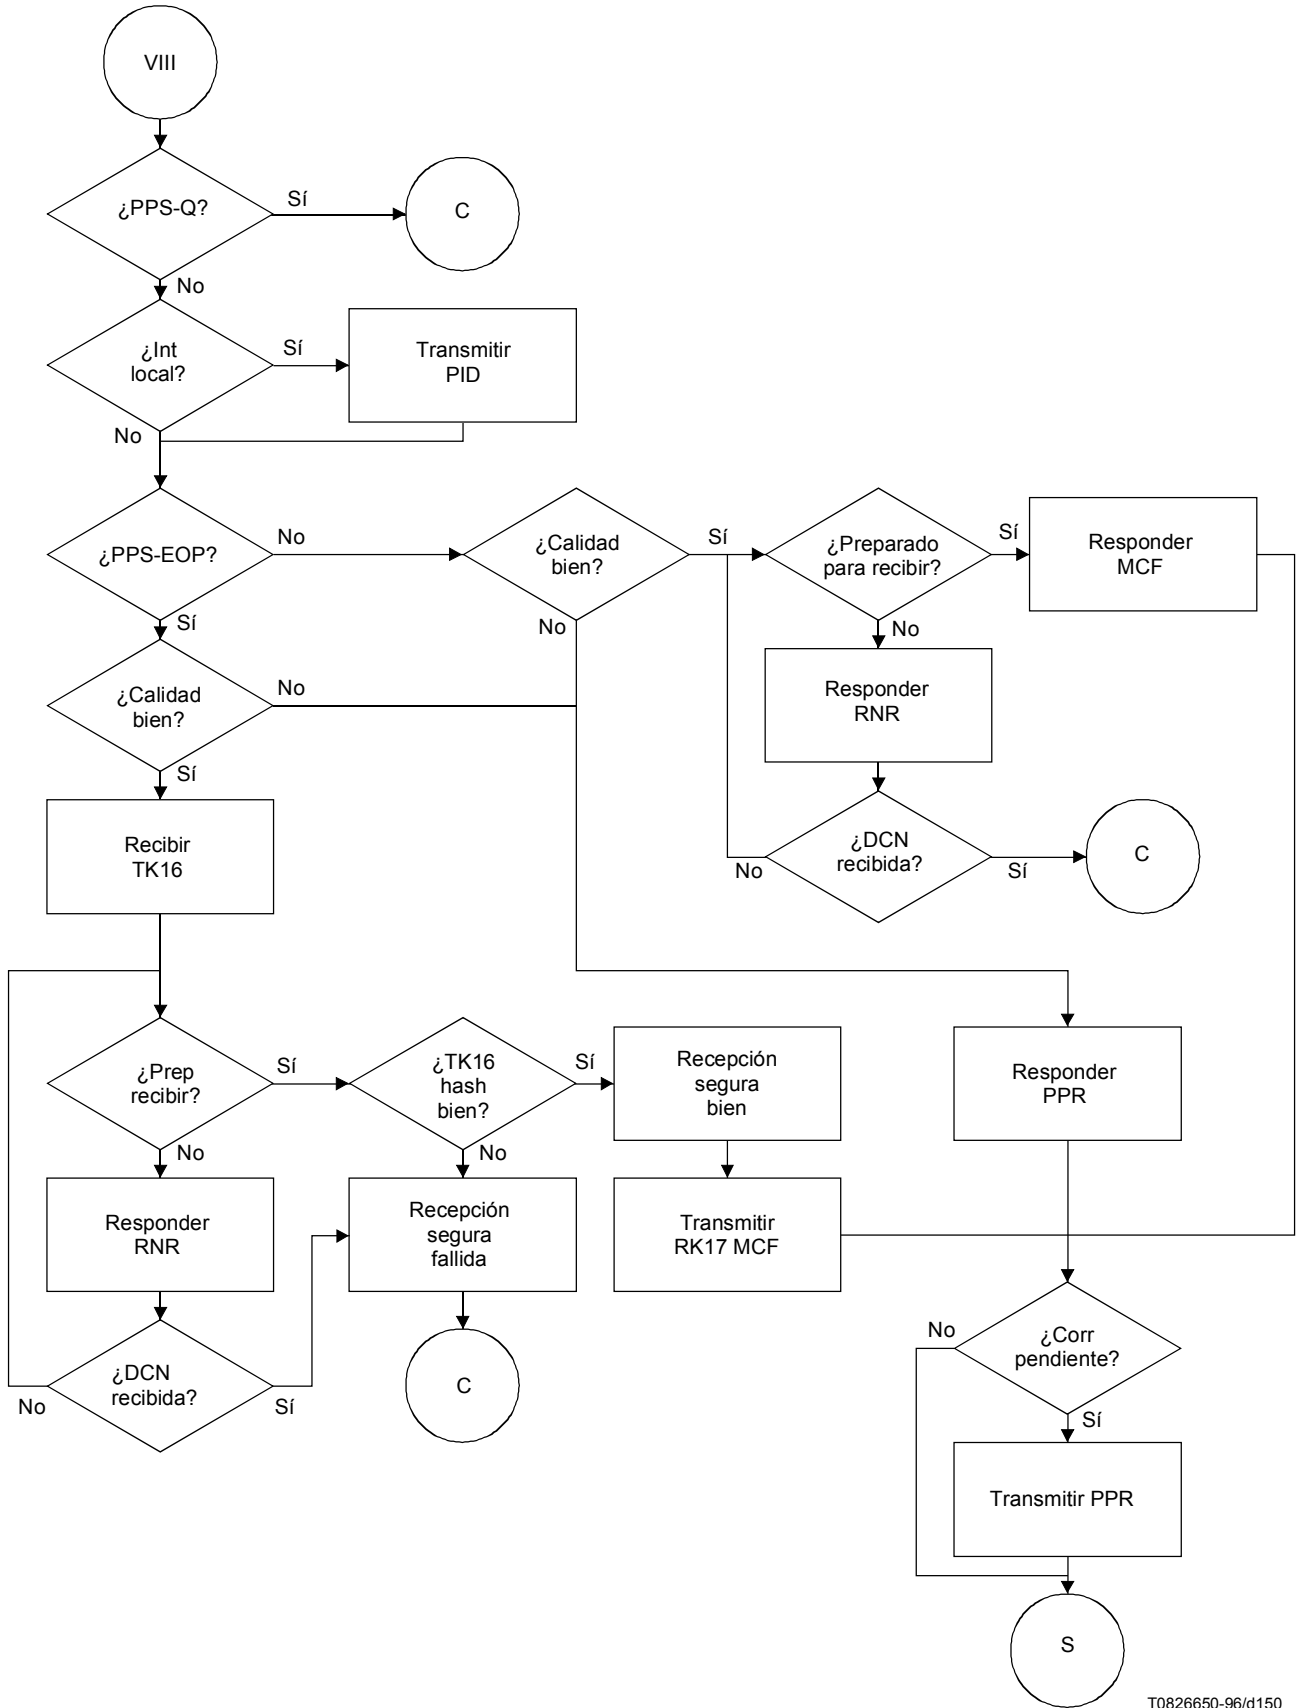 VIII
¿PPS-Q?
Sí
C
No
¿Int
local?
Sí
Transmitir
PID
No
¿PPS-EOP?
No
¿Calidad
bien?
Sí
¿Preparado
para recibir?
Sí
Responder
MCF
Sí
No
No
¿Calidad
bien?
No
Responder
RNR
Sí
Recibir
TK16
¿DCN
recibida?
No
Sí
C
¿Prep
recibir?
Sí
¿TK16
hash
bien?
Sí
Recepción
segura
bien
Responder
PPR
No
No
Responder
RNR
Recepción
segura
fallida
Transmitir
RK17 MCF
¿DCN
recibida?
No
Sí
C
No
¿Corr
pendiente?
Sí
Transmitir PPR
S
T0826650-96/d150